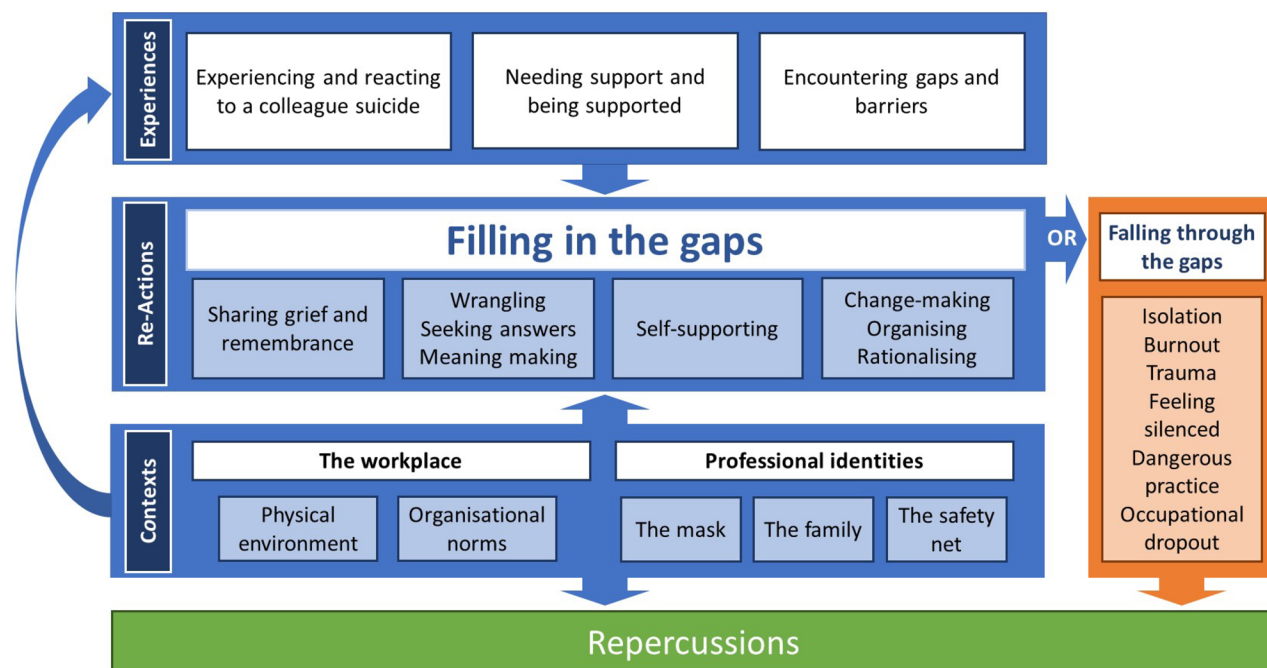 Experiences
Experiencing and reacting
to a colleague suicide
Needing support and
being supported
Encountering gaps and
barriers
Re-Actions
Filling in the gaps
Sharing grief and
remembrance
Wrangling
Seeking answers
Meaning making
Self-supporting
Change-making
Organising
Rationalising
OR
Falling through
the gaps
Isolation
Burnout
Trauma
Feeling
silenced
Dangerous
practice
Occupational
dropout
Contexts
The workplace
Physical
environment
Organisational
norms
Professional identities
The mask
The family
The safety
net
Repercussions